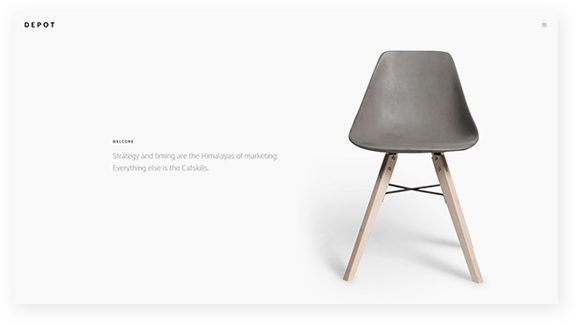 DEPOT
WELCOME
Strategy and timing are the Himalayas of marketing.
Everything else is the Catskills.